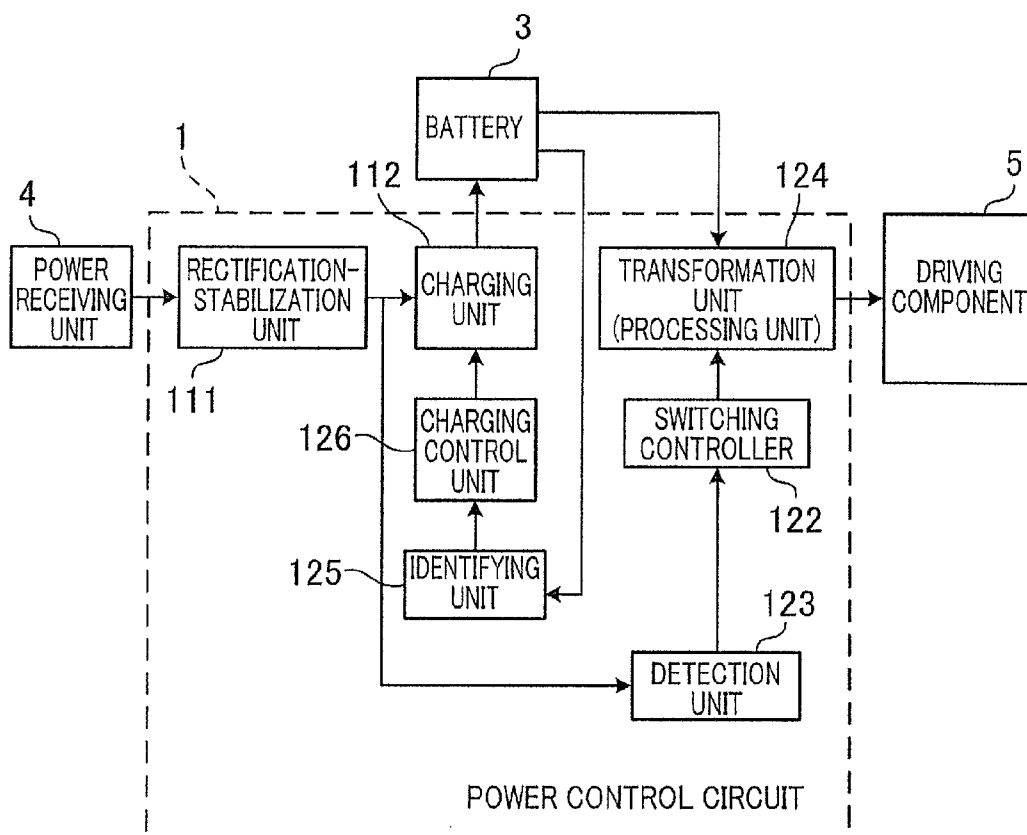 3
BATTERY
1
112
124
5
4
POWER
RECEIVING
UNIT
RECTIFICATION-
STABILIZATION
UNIT
111
CHARGING
UNIT
TRANSFORMATION
UNIT
(PROCESSING UNIT)
DRIVING
COMPONENT
126
CHARGING
CONTROL
UNIT
SWITCHING
CONTROLLER
122
125
IDENTIFYING
UNIT
123
DETECTION
UNIT
POWER CONTROL CIRCUIT